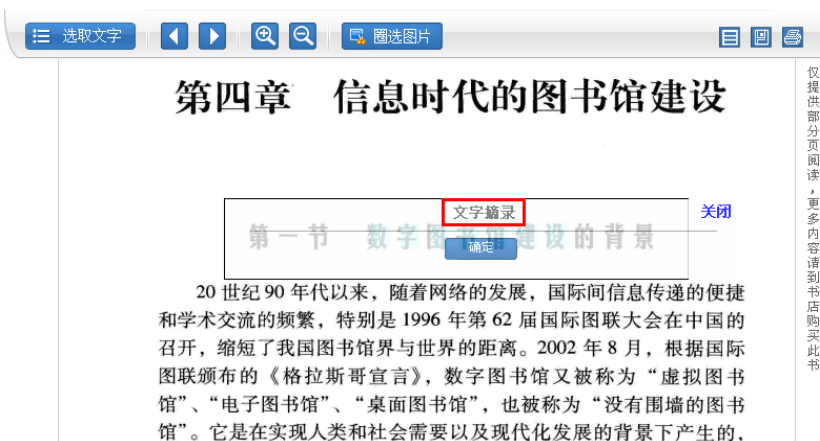 选取文字
圈选图片
第四章 信息时代的图书馆建设
文字摘录
关闭
第一节 数字图书馆建设的背景
确定
20 世纪 90 年代以来，随着网络的发展，国际间信息传递的便捷
和学术交流的频繁，特别是 1996 年第 62 届国际图联大会在中国的
召开，缩短了我国图书馆界与世界的距离。2002 年 8 月，根据国际
图联颁布的《格拉斯哥宣言》，数字图书馆又被称为“虚拟图书
馆”、“电子图书馆”、“桌面图书馆”，也被称为“没有围墙的图书
馆”。它是在实现人类和社会需要以及现代化发展的背景下产生的，
仅提供部分页阅读，更多内容请到书店购买此书